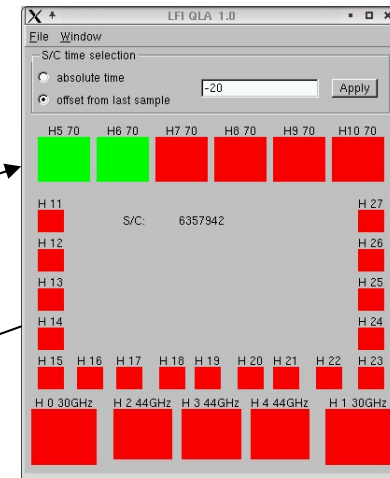 LFI QLA 1.0
File Window
S/C time selection
absolute time
offset from last sample
-20
Apply
H5 70 H6 70 H7 70 H8 70 H9 70 H10 70
H 11 H 27
S/C: 6357942
H 12 H 26
H 13 H 25
H 14 H 24
H 15 H 16 H 17 H 18 H 19 H 20 H 21 H 22 H 23
H 0 30GHz H 2 44GHz H 3 44GHz H 4 44GHz H 1 30GHz